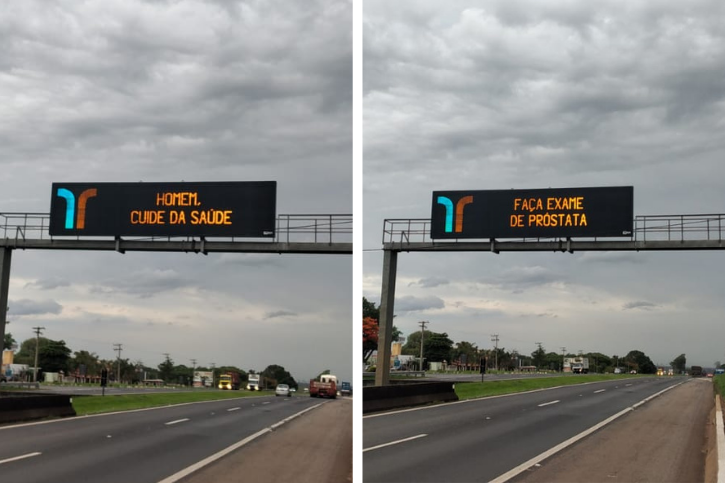 HOMEM,
CUIDE DA SAÚDE
FAÇA EXAME
DE PRÓSTATA